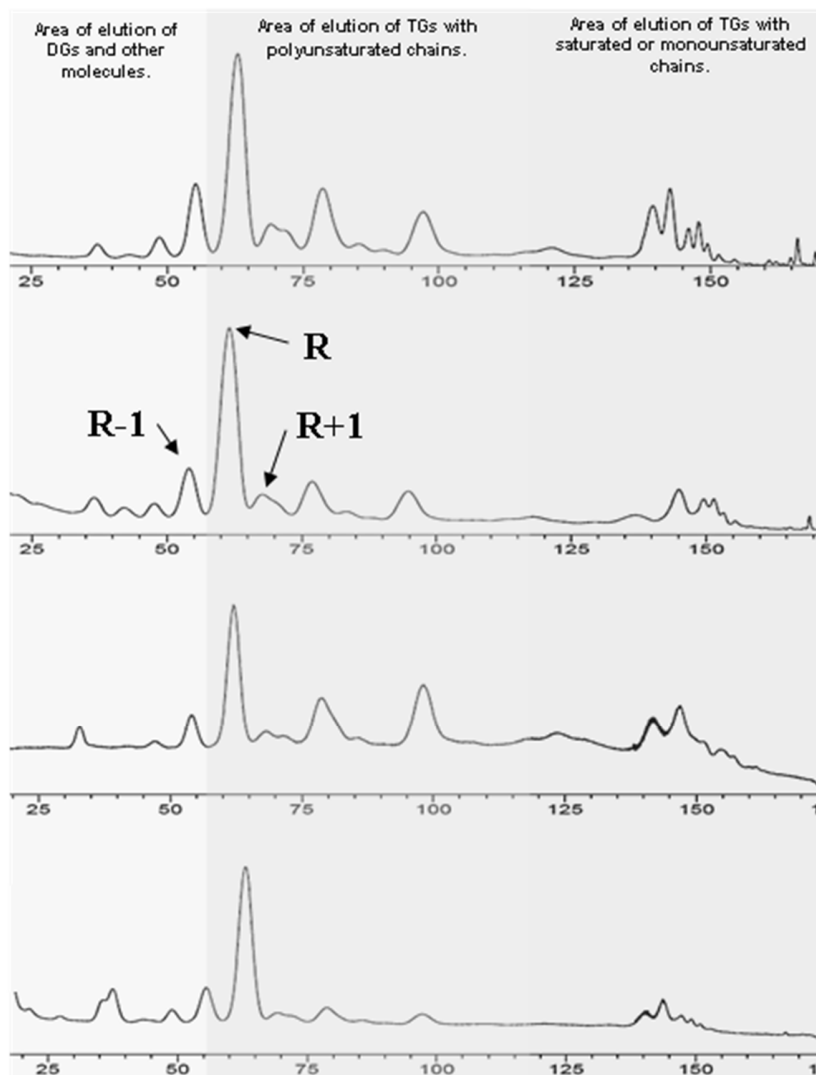 Area of elution of
DGs and other
molecules.
Area of elution of TGs with
polyunsaturated chains.
Area of elution of TGs with
saturated or monounsaturated
chains.
25 50 75 100 125 150
R
R-1
R+1
25 50 75 100 125 150
25 50 75 100 125 150
25 50 75 100 125 150